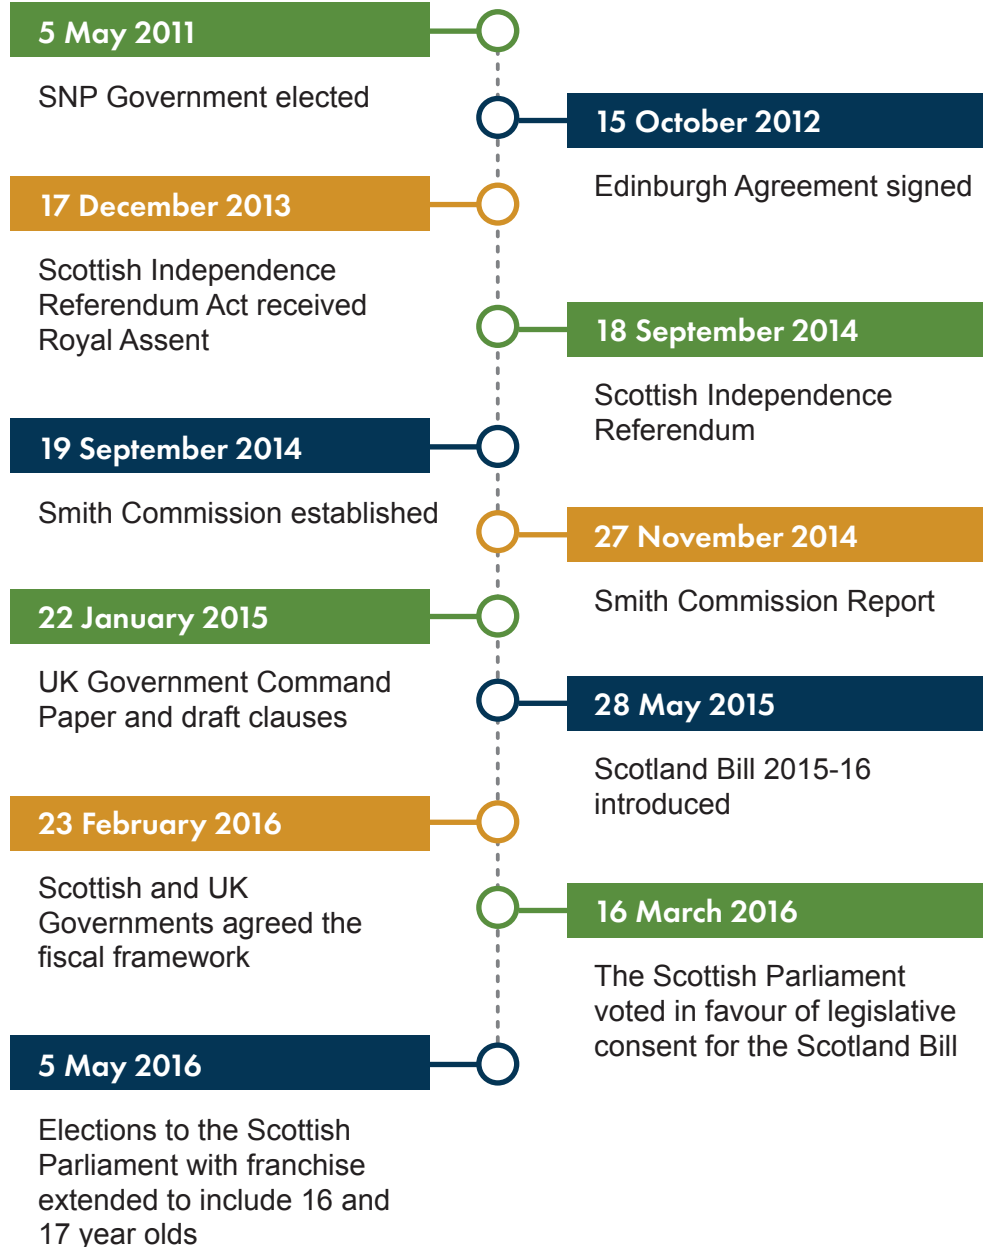 5 May 2011
SNP Government elected
15 October 2012
Edinburgh Agreement signed
17 December 2013
Scottish Independence
Referendum Act received
Royal Assent
18 September 2014
Scottish Independence
Referendum
19 September 2014
Smith Commission established
27 November 2014
Smith Commission Report
22 January 2015
UK Government Command
Paper and draft clauses
28 May 2015
Scotland Bill 2015-16
introduced
23 February 2016
Scottish and UK
Governments agreed the
fiscal framework
16 March 2016
The Scottish Parliament
voted in favour of legislative
consent for the Scotland Bill
5 May 2016
Elections to the Scottish
Parliament with franchise
extended to include 16 and
17 year olds